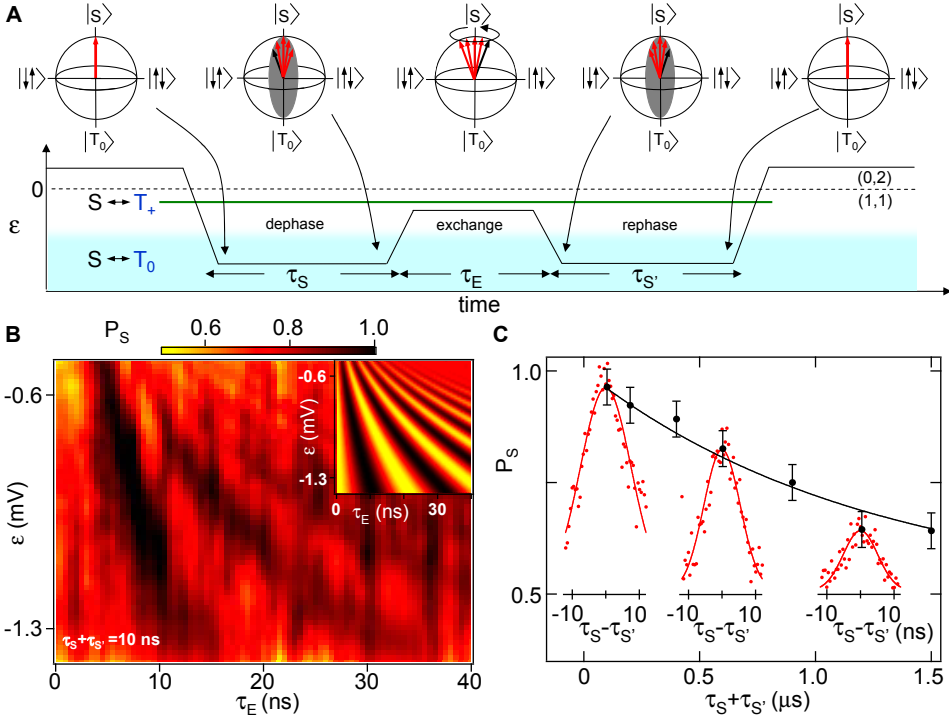 A
|S⟩ |S⟩ |S⟩ |S⟩ |S⟩
|↓↑⟩ |↑↓⟩ |↓↑⟩ |↑↓⟩ |↓↑⟩ |↑↓⟩ |↓↑⟩ |↑↓⟩ |↓↑⟩ |↑↓⟩
|T₀⟩ |T₀⟩ |T₀⟩ |T₀⟩ |T₀⟩
0
(0,2)
S ↔ T₊
(1,1)
ε
dephase exchange rephase
S ↔ T₀
τS τE τS'
time
B
PS 0.6 0.8 1.0
-0.6
ε (mV)
-1.3
-0.6
ε (mV)
-1.3
0 τE (ns) 30
τS+τS' =10 ns
0 10 20 30 40
τE (ns)
C
1.0
PS
0.5
-10 10 -10 10 -10 10
τS-τS' τS-τS' τS-τS' (ns)
0 0.5 1.0 1.5
τS+τS' (μs)